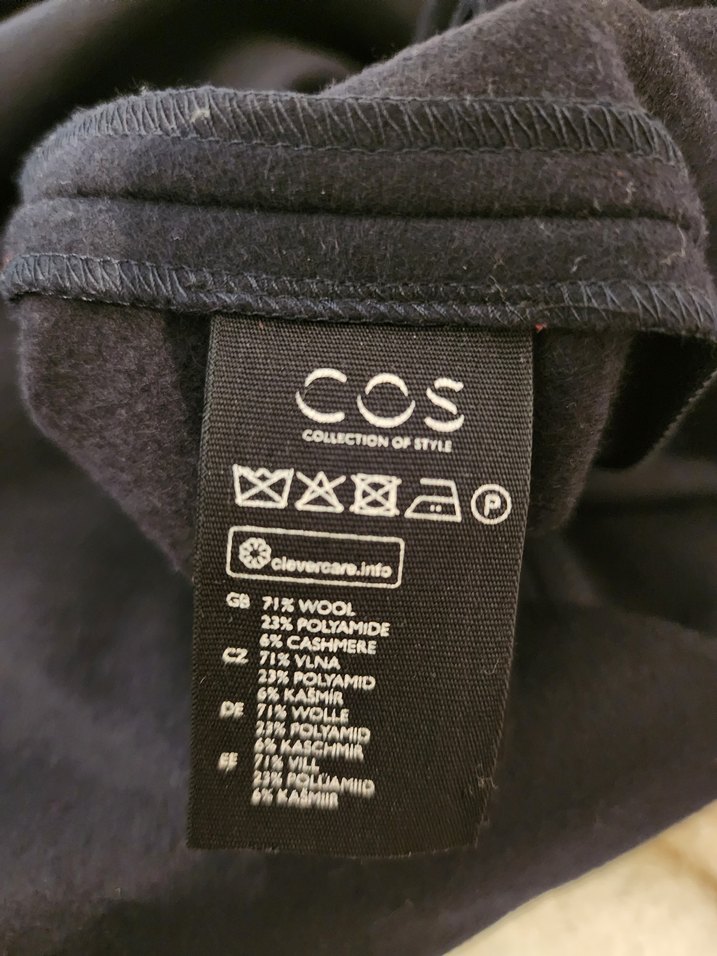 COS
COLLECTION OF STYLE
P
clevercare.info
GB 71% WOOL
23% POLYAMIDE
6% CASHMERE
CZ 71% VLNA
23% POLYAMID
6% KAŠMÍR
DE 71% WOLLE
23% POLYAMID
6% KASCHMIR
EE 71% VILL
23% POLÜAMIID
6% KAŠMIIR